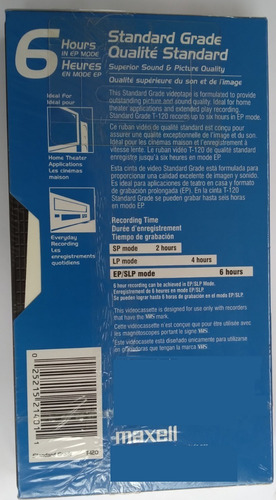 6 Hours
IN EP MODE
Heures
EN MODE EP
Standard Grade
Qualité Standard
Superior Sound & Picture Quality
Qualité supérieure du son et de l'image
Ideal For
Idéal pour
Home Theater
Applications
Les cinémas
maison
Everyday
Recording
Les
enregistrements
quotidiens
This Standard Grade videotape is formulated to provide
outstanding picture and sound quality. Ideal for home
theater applications and extended play recording.
Standard Grade T-120 records up to six hours in EP mode.
Ce ruban vidéo de qualité standard est conçu pour
assurer une qualité exceptionnelle de l'image et du
son. Idéal pour les cinémas maison et l'enregistrement à
vitesse lente. Le ruban vidéo T-120 de qualité standard
enregistre jusqu'à six heures en mode EP.
Esta cinta de video Standard Grade está formulada para
proporcionar una calidad excelente de imagen y sonido.
Es ideal para aplicaciones de teatro en casa y formato
de grabación prolongada (EP). En la cinta T-120
Standard Grade se pueden grabar hasta seis horas
en modo EP.
Recording Time
Durée d'enregistrement
Tiempo de grabación
SP mode 2 hours
LP mode 4 hours
EP/SLP mode 6 hours
6 hour recording can be achieved in EP/SLP Mode.
Enregistrement de 6 heures en mode EP/SLP.
Se pueden lograr hasta 6 horas de grabación en el modo EP/SLP.
This videocassette is designed for use only with recorders
that have the VHS mark.
Cette vidéocassette n'est conçue que pour être utilisée avec
les magnétoscopes portant le signe VHS
Este videocassette está diseñado únicamente para utilizarse
en grabadoras que tengan la marca VHS
maxell